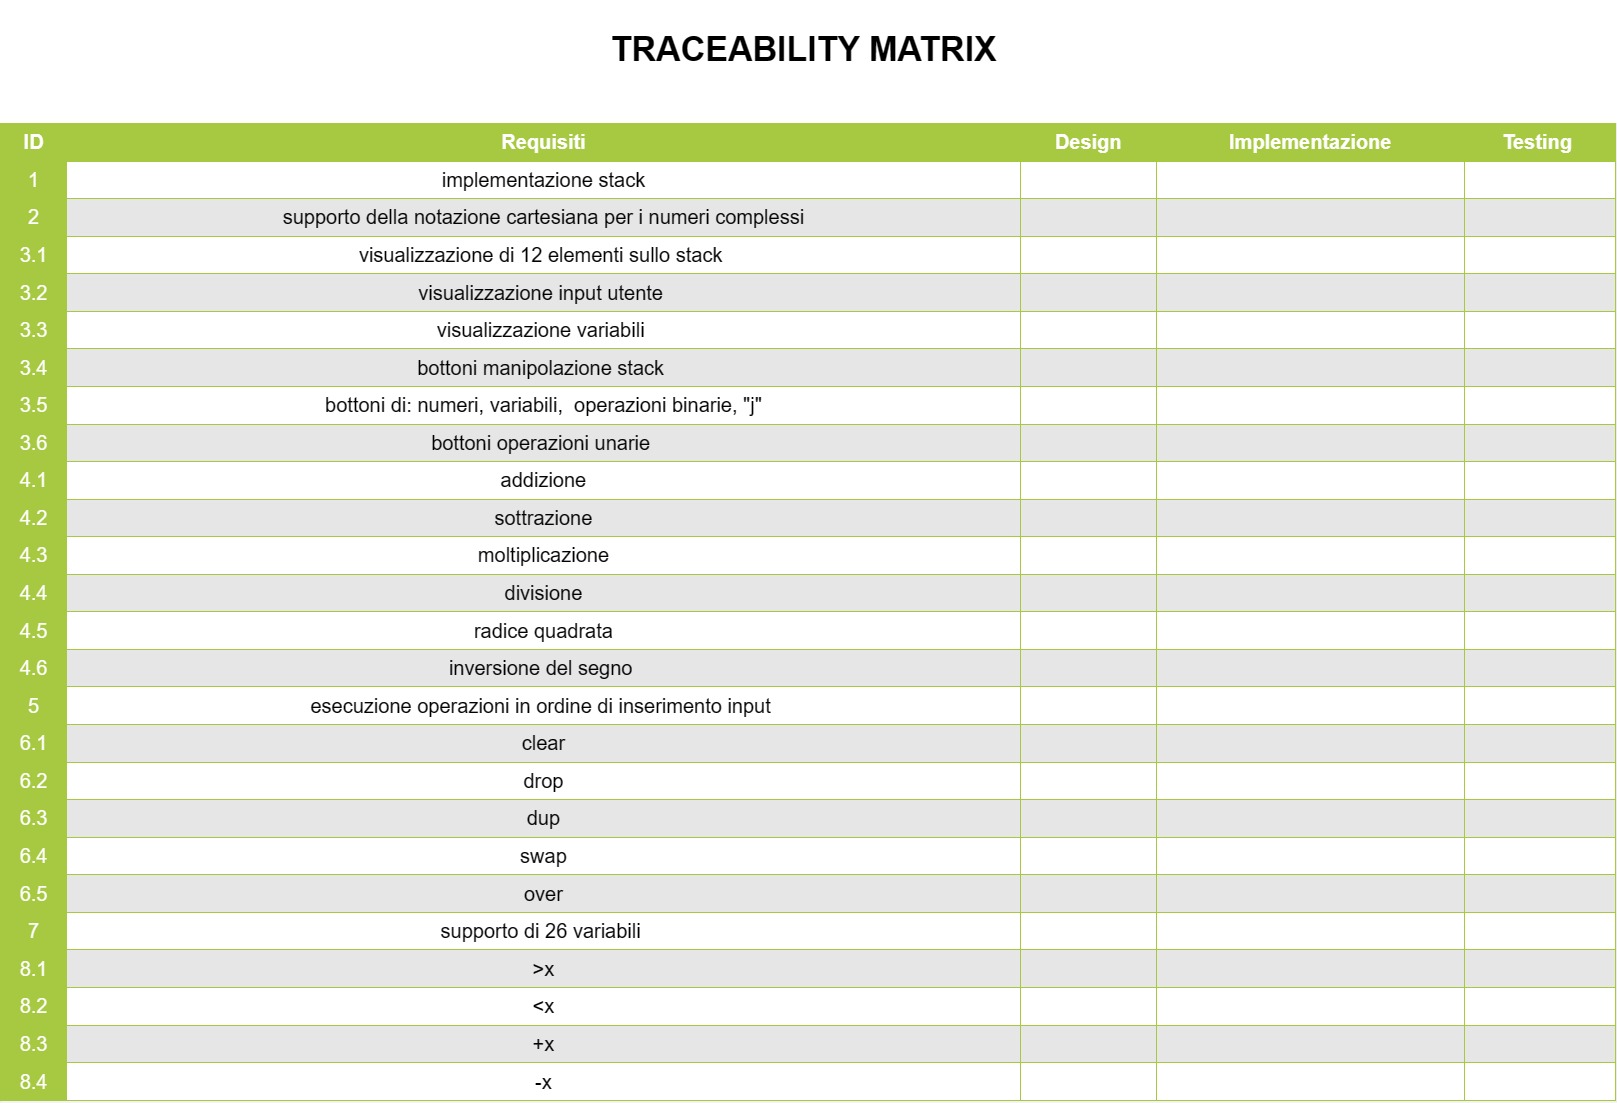 TRACEABILITY MATRIX
ID Requisiti Design Implementazione Testing
1 implementazione stack
2 supporto della notazione cartesiana per i numeri complessi
3.1 visualizzazione di 12 elementi sullo stack
3.2 visualizzazione input utente
3.3 visualizzazione variabili
3.4 bottoni manipolazione stack
3.5 bottoni di: numeri, variabili,  operazioni binarie, "j"
3.6 bottoni operazioni unarie
4.1 addizione
4.2 sottrazione
4.3 moltiplicazione
4.4 divisione
4.5 radice quadrata
4.6 inversione del segno
5 esecuzione operazioni in ordine di inserimento input
6.1 clear
6.2 drop
6.3 dup
6.4 swap
6.5 over
7 supporto di 26 variabili
8.1 >x
8.2 <x
8.3 +x
8.4 -x